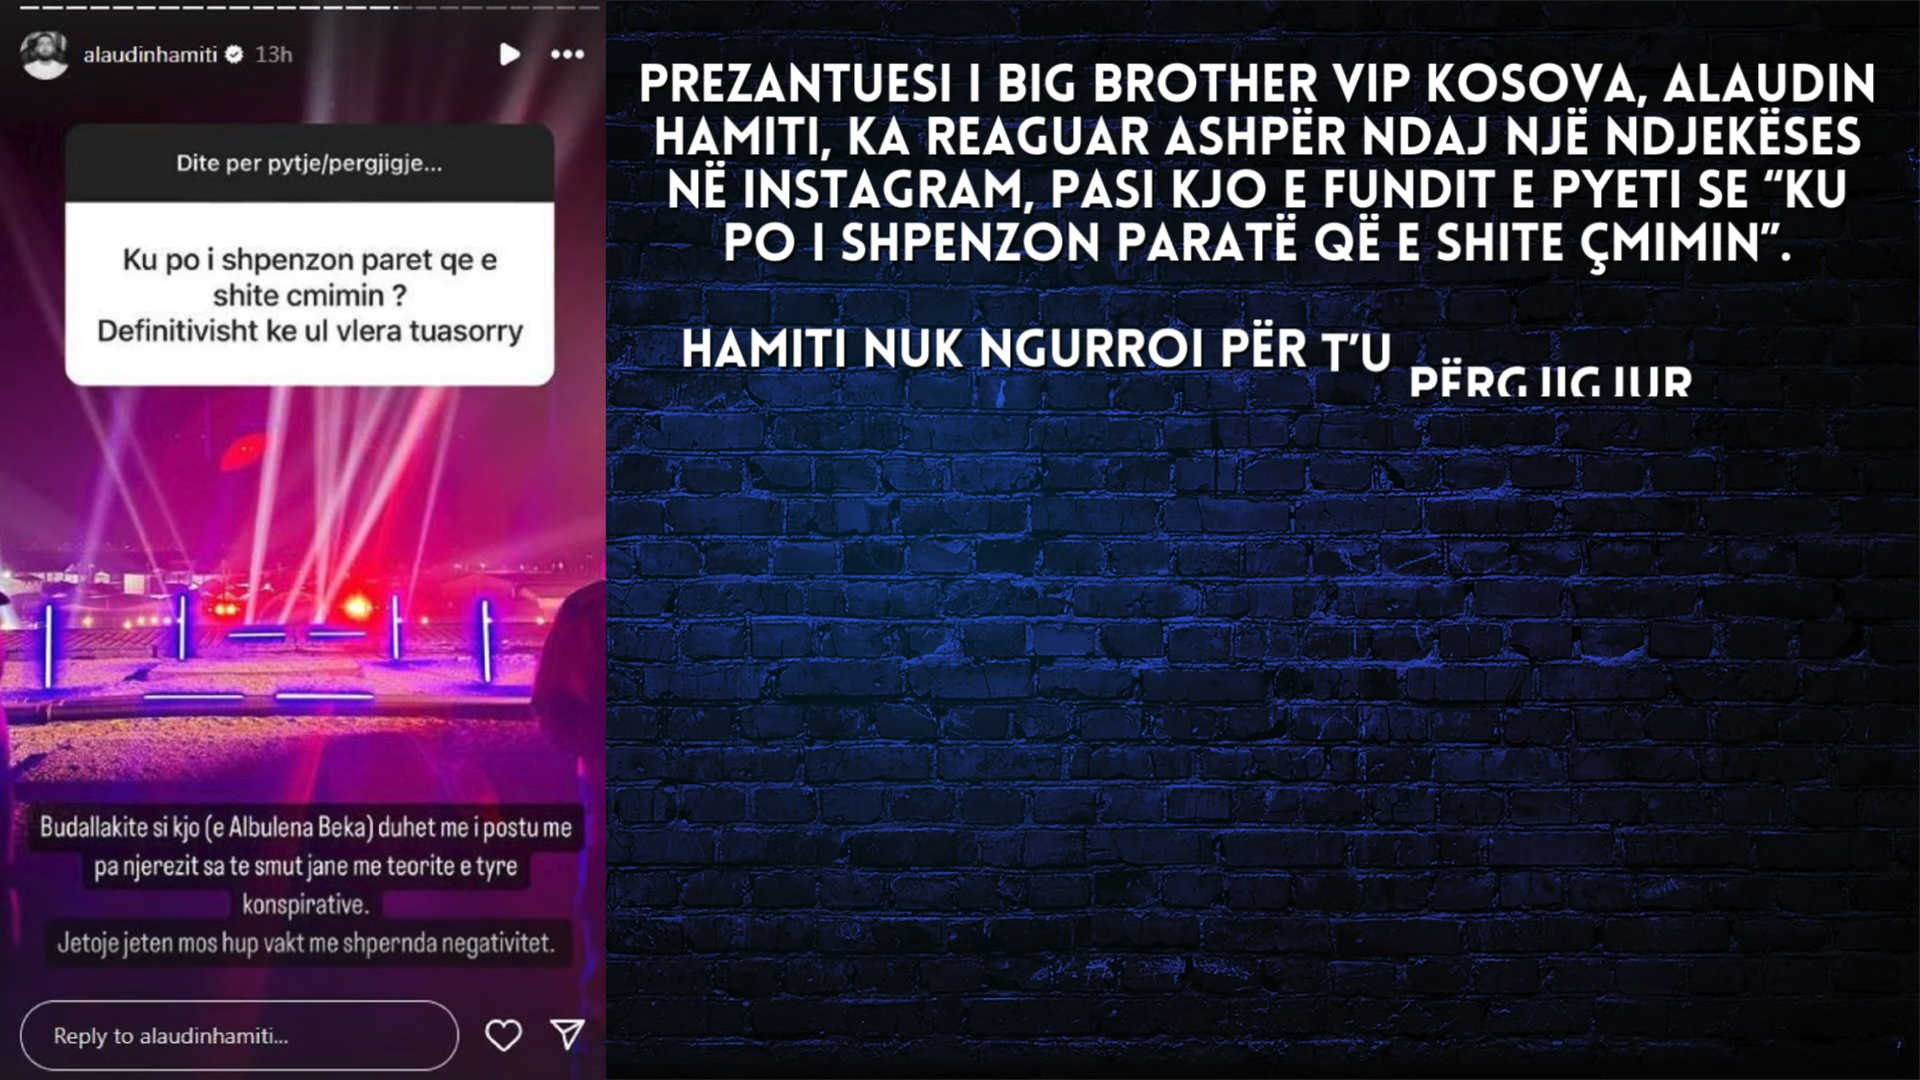 alaudinhamiti 13h
Dite per pytje/pergjigje...
Ku po i shpenzon paret qe e
shite cmimin ?
Definitivisht ke ul vlera tuasorry
Budallakite si kjo (e Albulena Beka) duhet me i postu me
pa njerezit sa te smut jane me teorite e tyre
konspirative.
Jetoje jeten mos hup vakt me shpernda negativitet.
Reply to alaudinhamiti...
PREZANTUESI I BIG BROTHER VIP KOSOVA, ALAUDIN
HAMITI, KA REAGUAR ASHPËR NDAJ NJË NDJEKËSES
NË INSTAGRAM, PASI KJO E FUNDIT E PYETI SE “KU
PO I SHPENZON PARATË QË E SHITE ÇMIMIN”.
HAMITI NUK NGURROI PËR T’U PËRGJIGJUR